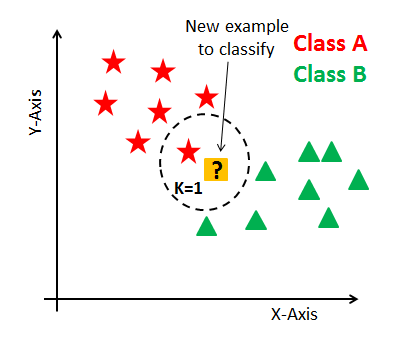 New example
to classify
Class A
Class B
Y-Axis
?
K=1
X-Axis